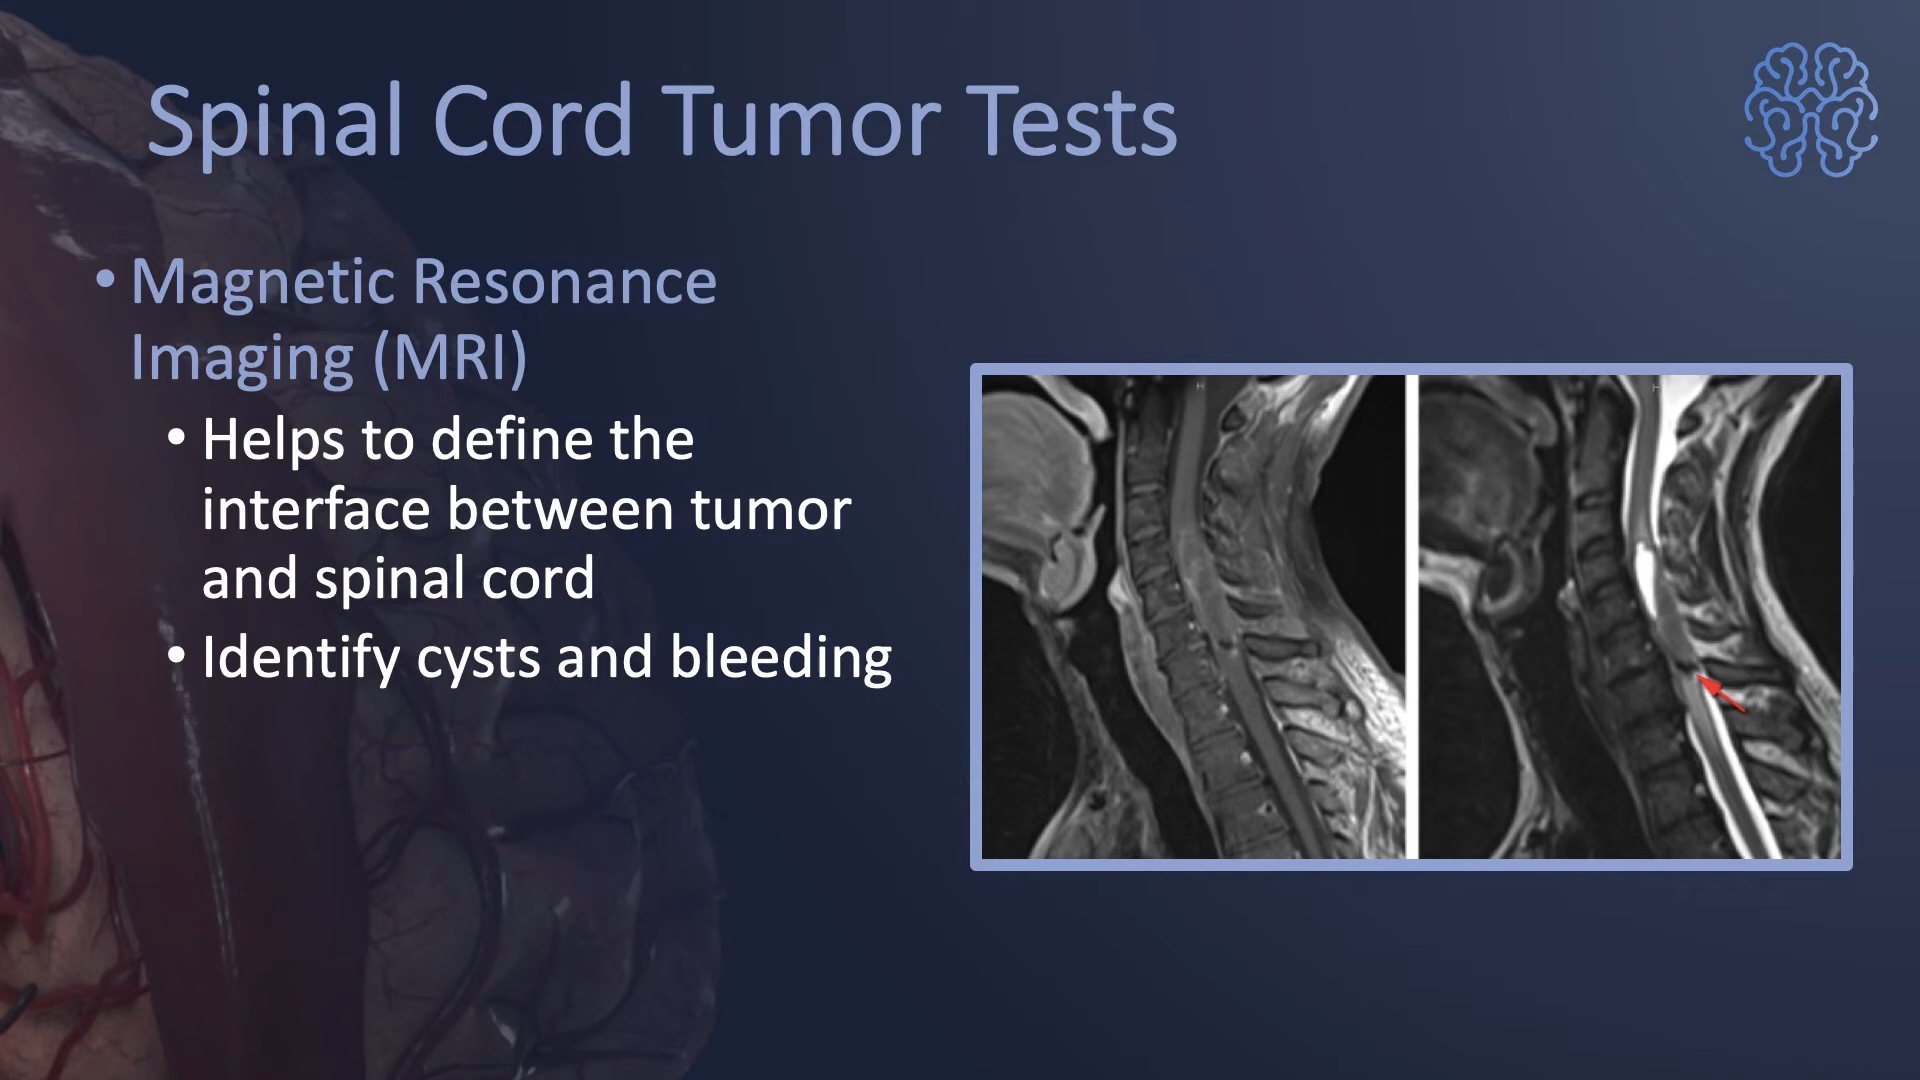 Spinal Cord Tumor Tests
• Magnetic Resonance
Imaging (MRI)
• Helps to define the
interface between tumor
and spinal cord
• Identify cysts and bleeding
H
H